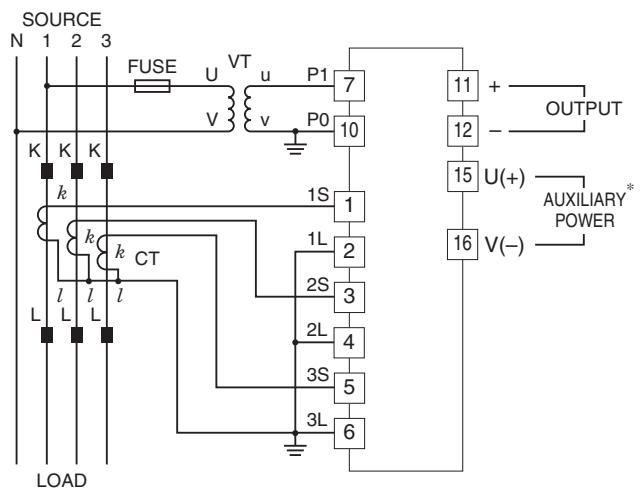 SOURCE
N 1 2 3
FUSE U VT u P1 7
V v P0 10
K K K
k 1S 1
k k CT
1L 2
l l l
2S 3
L L L
2L 4
3S 5
3L 6
LOAD
11 +
OUTPUT
12 −
15 U(+)
AUXILIARY*
POWER
16 V(−)